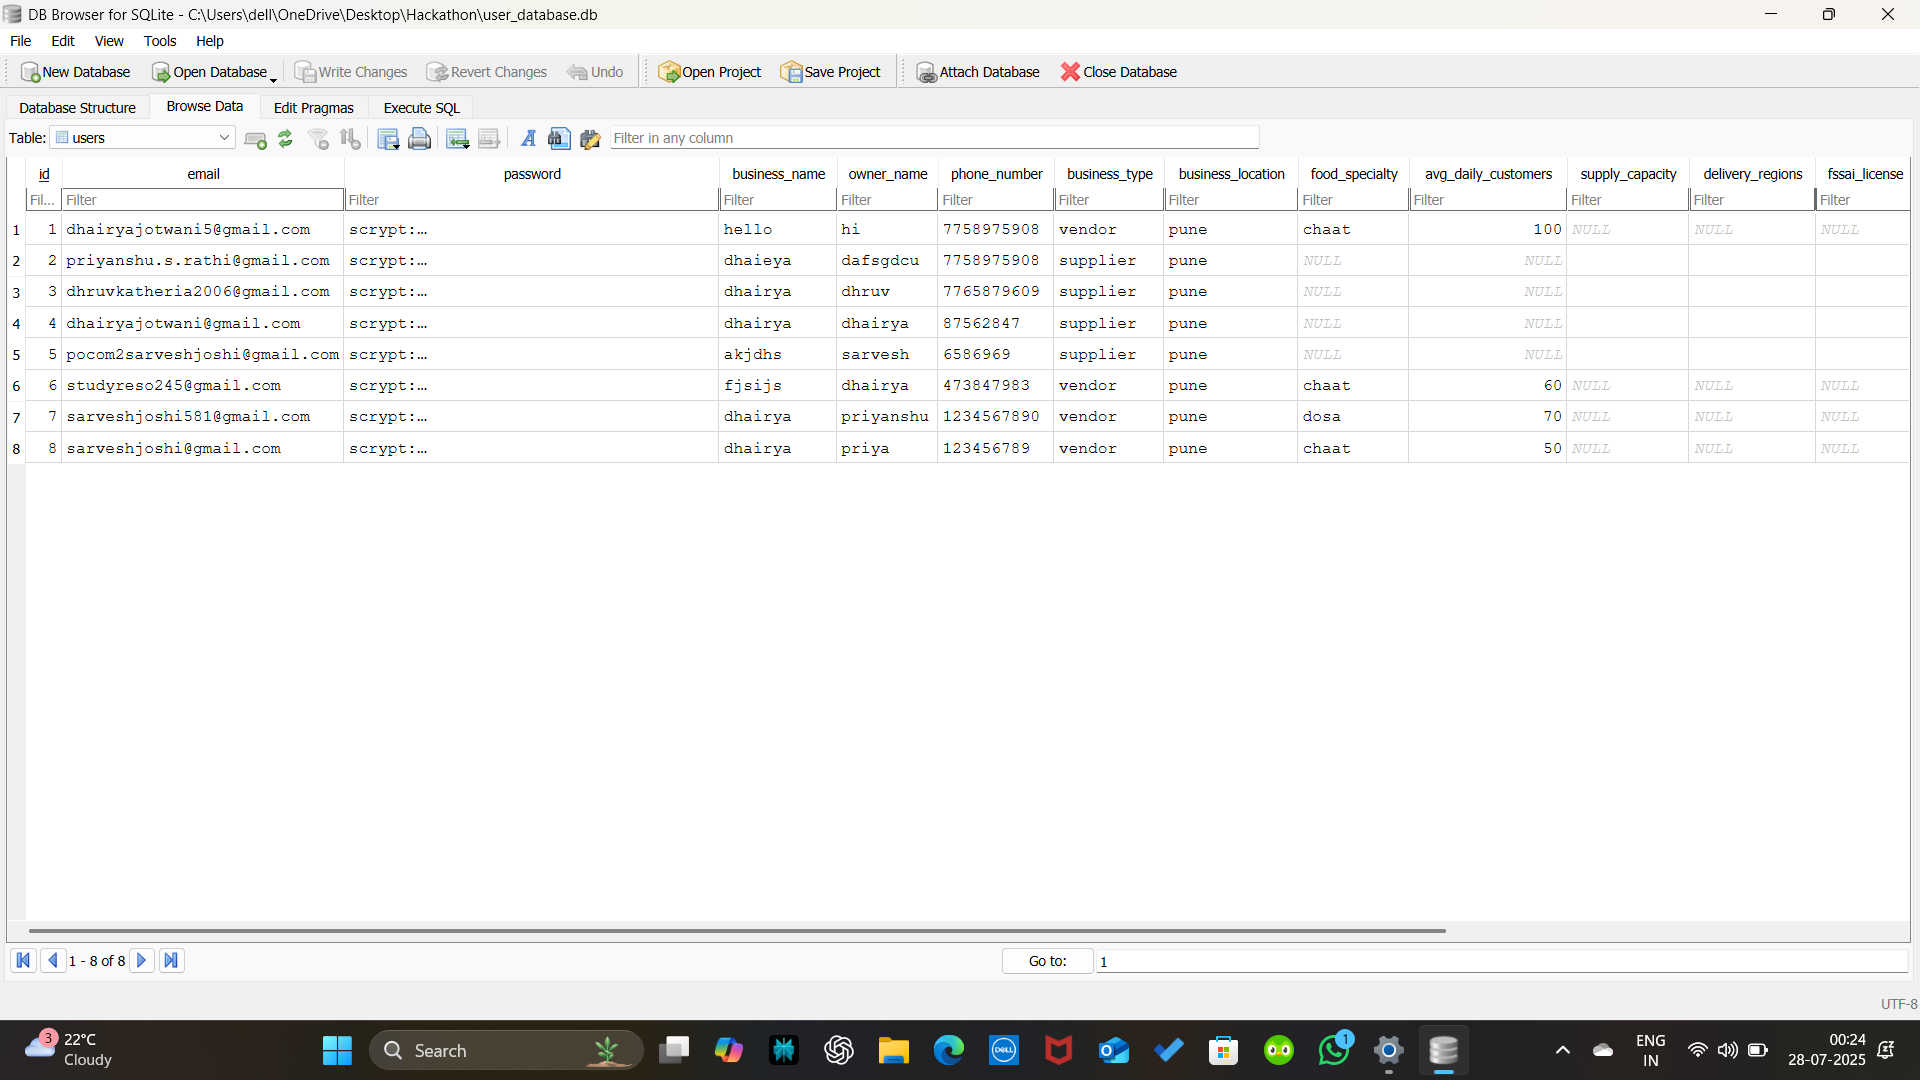 DB Browser for SQLite - C:\Users\dell\OneDrive\Desktop\Hackathon\user_database.db
File Edit View Tools Help
New Database Open Database Write Changes Revert Changes Undo Open Project Save Project Attach Database Close Database
Database Structure Browse Data Edit Pragmas Execute SQL
Table: users Filter in any column
id email password business_name owner_name phone_number business_type business_location food_specialty avg_daily_customers supply_capacity delivery_regions fssai_license
Fil... Filter Filter Filter Filter Filter Filter Filter Filter Filter Filter Filter Filter
1 1 dhairyajotwani5@gmail.com scrypt:… hello hi 7758975908 vendor pune chaat 100 NULL NULL NULL
2 2 priyanshu.s.rathi@gmail.com scrypt:… dhaieya dafsgdcu 7758975908 supplier pune NULL NULL
3 3 dhruvkatheria2006@gmail.com scrypt:… dhairya dhruv 7765879609 supplier pune NULL NULL
4 4 dhairyajotwani@gmail.com scrypt:… dhairya dhairya 87562847 supplier pune NULL NULL
5 5 pocom2sarveshjoshi@gmail.com scrypt:… akjdhs sarvesh 6586969 supplier pune NULL NULL
6 6 studyreso245@gmail.com scrypt:… fjsijs dhairya 473847983 vendor pune chaat 60 NULL NULL NULL
7 7 sarveshjoshi581@gmail.com scrypt:… dhairya priyanshu 1234567890 vendor pune dosa 70 NULL NULL NULL
8 8 sarveshjoshi@gmail.com scrypt:… dhairya priya 123456789 vendor pune chaat 50 NULL NULL NULL
1 - 8 of 8 Go to: 1
UTF-8
3 22°C Search DELL 1 ENG 00:24
Cloudy IN 28-07-2025